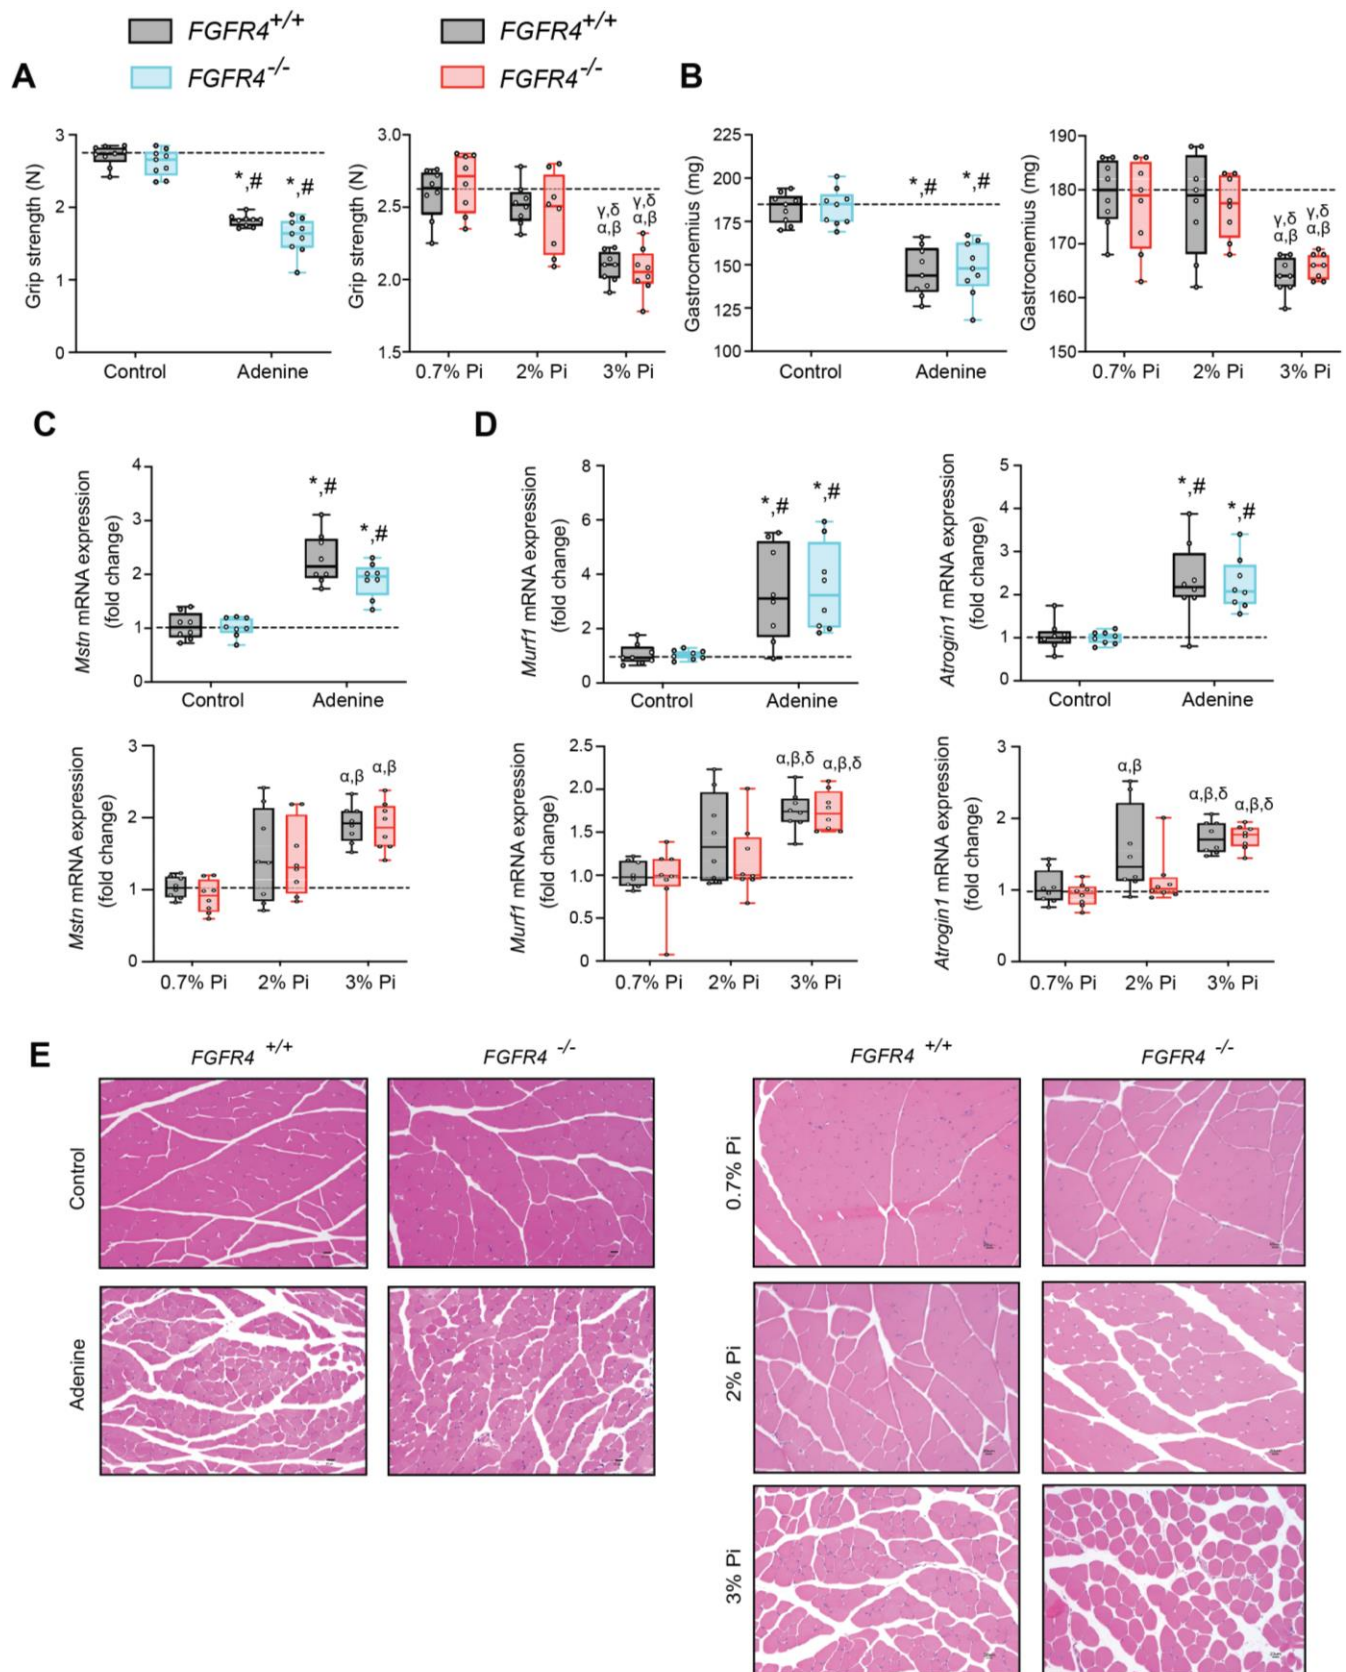 FGFR4+/+ FGFR4+/+
FGFR4-/- FGFR4-/-
A
B
Grip strength (N)
3
2
1
0
*,# *,#
Control Adenine
Grip strength (N)
3.0
2.5
2.0
1.5
γ,δ γ,δ
α,β α,β
0.7% Pi 2% Pi 3% Pi
Gastrocnemius (mg)
225
200
175
150
125
100
*,# *,#
Control Adenine
Gastrocnemius (mg)
190
180
170
160
150
γ,δ γ,δ
α,β α,β
0.7% Pi 2% Pi 3% Pi
C
Mstn mRNA expression
(fold change)
4
3
2
1
0
*,# *,#
Control Adenine
Mstn mRNA expression
(fold change)
3
2
1
0
α,β α,β
0.7% Pi 2% Pi 3% Pi
D
Murf1 mRNA expression
(fold change)
8
6
4
2
0
*,# *,#
Control Adenine
Atrogin1 mRNA expression
(fold change)
5
4
3
2
1
0
*,# *,#
Control Adenine
Murf1 mRNA expression
(fold change)
2.5
2.0
1.5
1.0
0.5
0
α,β,δ α,β,δ
0.7% Pi 2% Pi 3% Pi
Atrogin1 mRNA expression
(fold change)
3
2
1
0
α,β
α,β,δ α,β,δ
0.7% Pi 2% Pi 3% Pi
E
FGFR4 +/+ FGFR4 -/- FGFR4 +/+ FGFR4 -/-
Control
Adenine
0.7% Pi
2% Pi
3% Pi